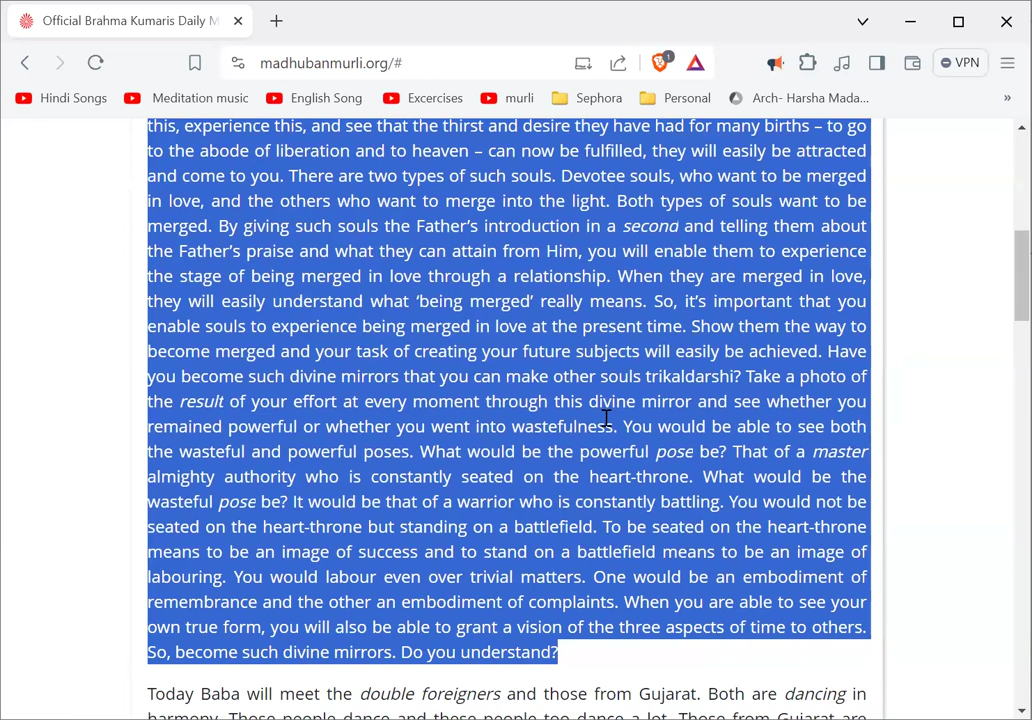 Official Brahma Kumaris Daily M
madhubanmurli.org/#
1
VPN
Hindi Songs
Meditation music
English Song
Excercises
murli
Sephora
Personal
Arch- Harsha Mada...
»
this, experience this, and see that the thirst and desire they have had for many births – to go
to the abode of liberation and to heaven – can now be fulfilled, they will easily be attracted
and come to you. There are two types of such souls. Devotee souls, who want to be merged
in love, and the others who want to merge into the light. Both types of souls want to be
merged. By giving such souls the Father’s introduction in a second and telling them about
the Father’s praise and what they can attain from Him, you will enable them to experience
the stage of being merged in love through a relationship. When they are merged in love,
they will easily understand what ‘being merged’ really means. So, it’s important that you
enable souls to experience being merged in love at the present time. Show them the way to
become merged and your task of creating your future subjects will easily be achieved. Have
you become such divine mirrors that you can make other souls trikaldarshi? Take a photo of
the result of your effort at every moment through this divine mirror and see whether you
remained powerful or whether you went into wastefulness. You would be able to see both
the wasteful and powerful poses. What would be the powerful pose be? That of a master
almighty authority who is constantly seated on the heart-throne. What would be the
wasteful pose be? It would be that of a warrior who is constantly battling. You would not be
seated on the heart-throne but standing on a battlefield. To be seated on the heart-throne
means to be an image of success and to stand on a battlefield means to be an image of
labouring. You would labour even over trivial matters. One would be an embodiment of
remembrance and the other an embodiment of complaints. When you are able to see your
own true form, you will also be able to grant a vision of the three aspects of time to others.
So, become such divine mirrors. Do you understand?
Today Baba will meet the double foreigners and those from Gujarat. Both are dancing in
harmony. Those people dance and these people too dance a lot. Those from Gujarat are